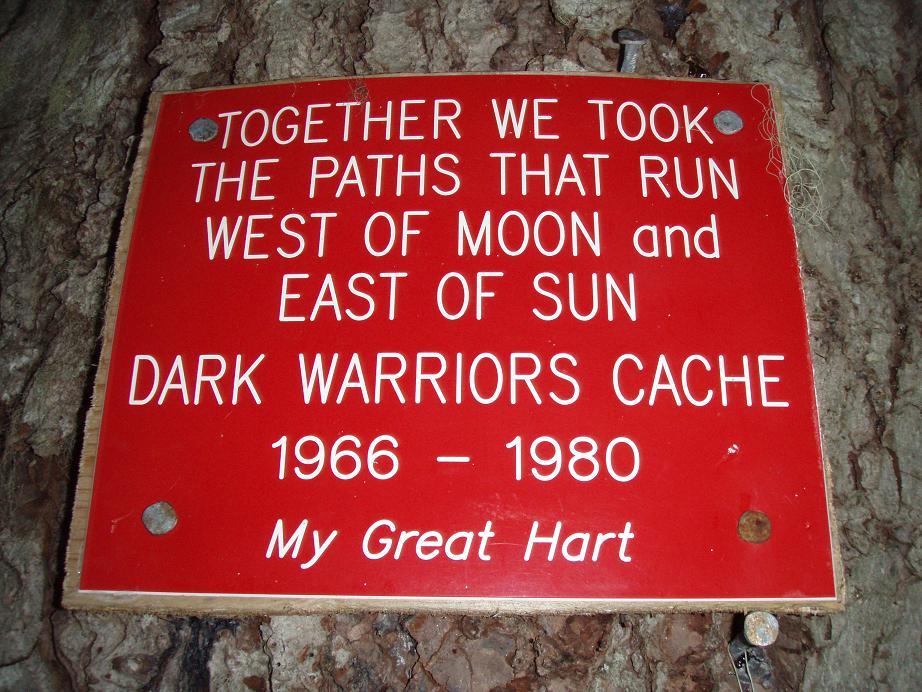 TOGETHER WE TOOK
THE PATHS THAT RUN
WEST OF MOON and
EAST OF SUN
DARK WARRIORS CACHE
1966 – 1980
My Great Hart